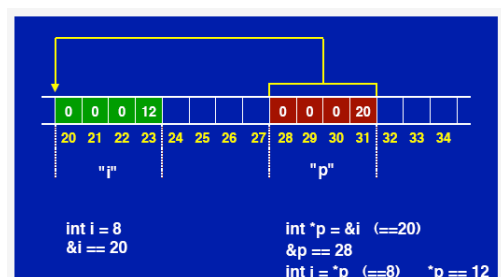 0 0 0 12 0 0 0 20
20 21 22 23 24 25 26 27 28 29 30 31 32 33 34
"i" "p"
int i = 8 int *p = &i (==20)
&i == 20 &p == 28
int j = *p (==8) *p == 12